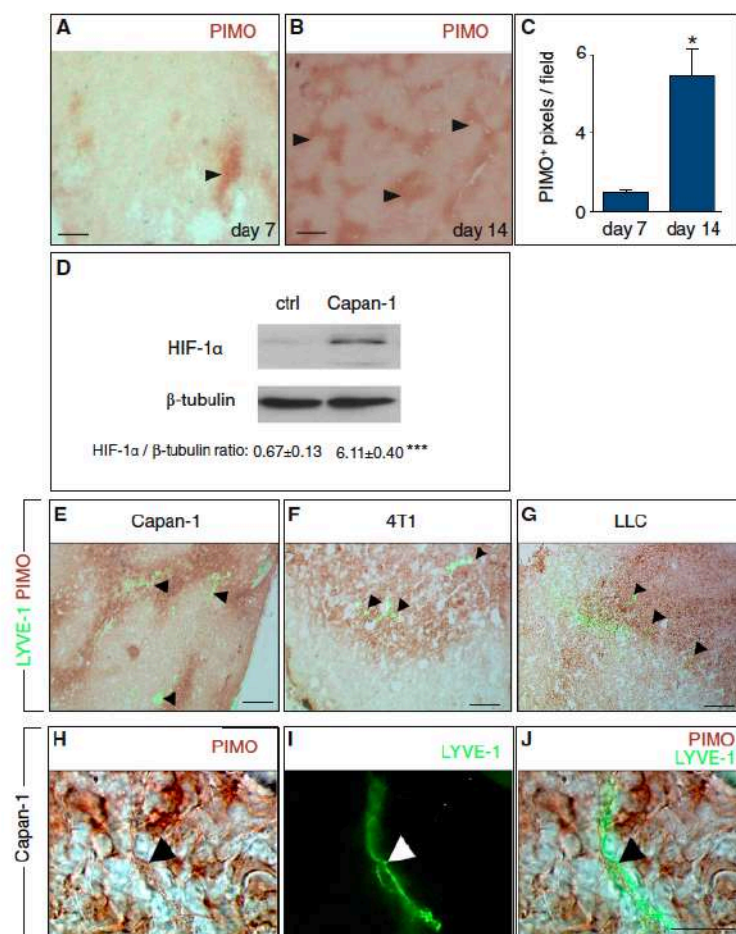 A PIMO
day 7
B PIMO
day 14
C
PIMO⁺ pixels / field
6
4
2
0
*
day 7 day 14
D
ctrl Capan-1
HIF-1α
β-tubulin
HIF-1α / β-tubulin ratio: 0.67±0.13 6.11±0.40 ***
LYVE-1 PIMO
E Capan-1
F 4T1
G LLC
Capan-1
H PIMO
I LYVE-1
J PIMO
LYVE-1